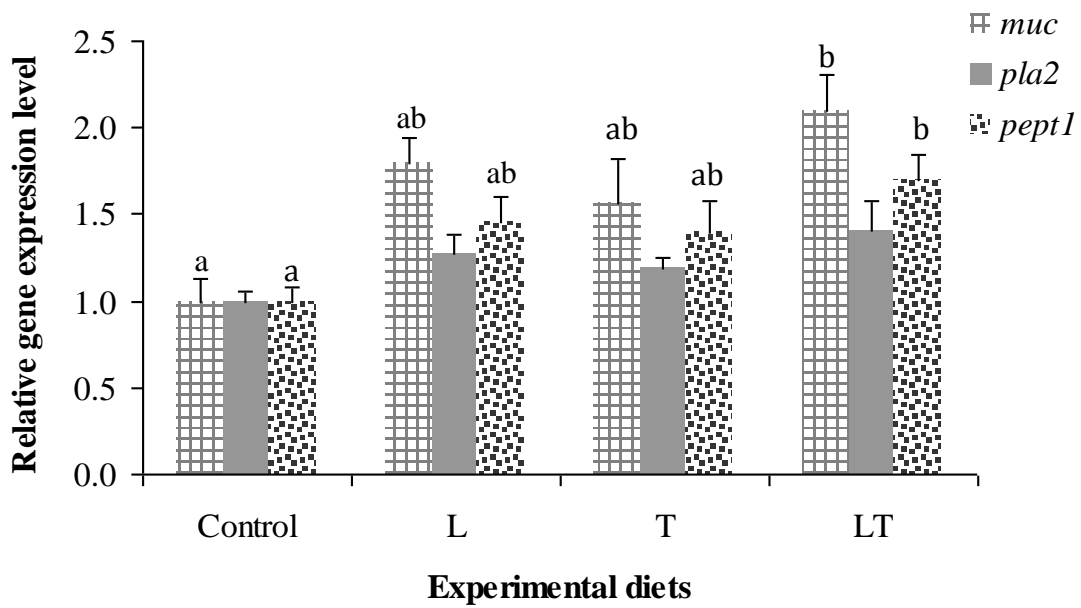 Relative gene expression level
2.5
2.0
1.5
1.0
0.5
0.0
a
a
ab
ab
ab
ab
b
b
muc
pla2
pept1
Control
L
T
LT
Experimental diets